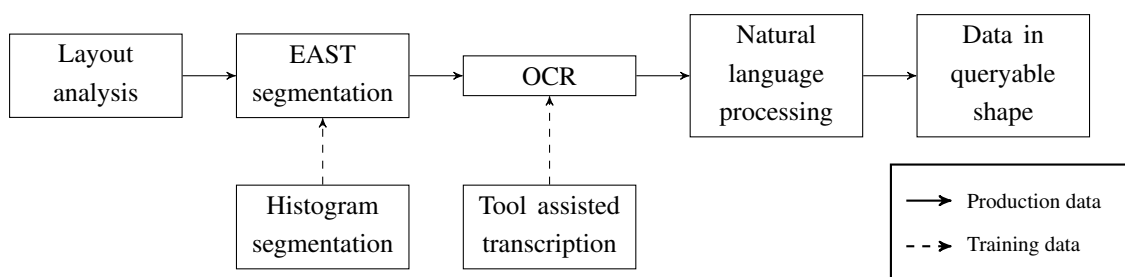 Layout
analysis
EAST
segmentation
OCR
Natural
language
processing
Data in
queryable
shape
Histogram
segmentation
Tool assisted
transcription
Production data
Training data